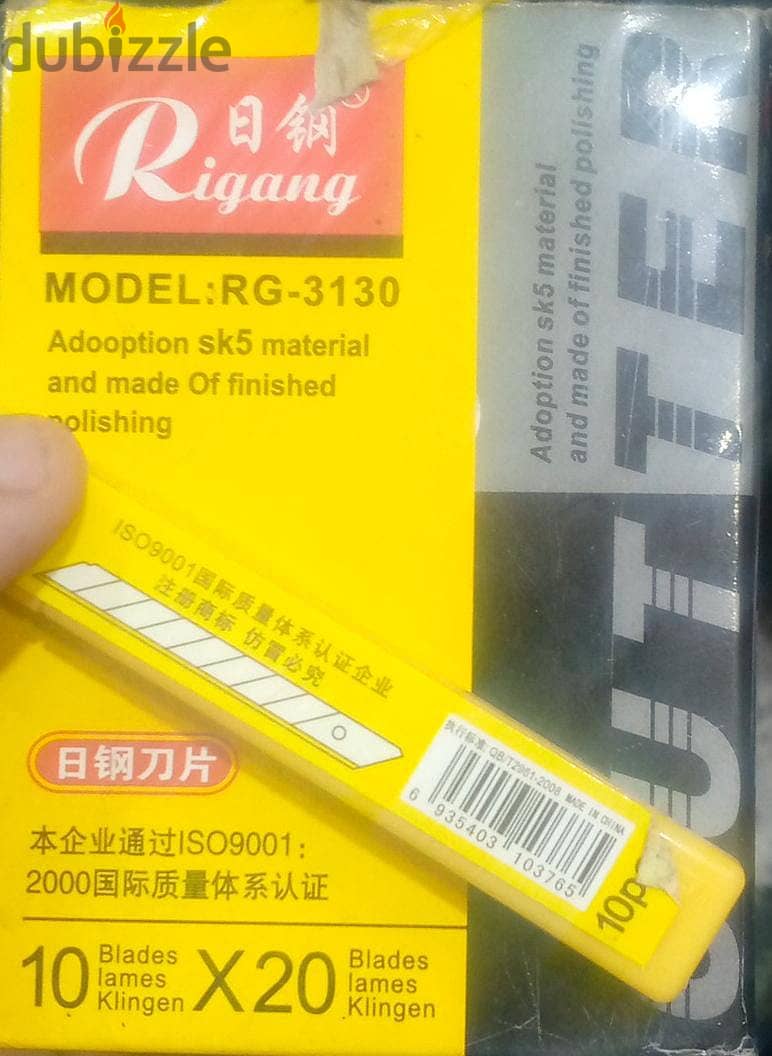 dubizzle
日钢®
Rigang
MODEL:RG-3130
Adooption sk5 material
and made Of finished
polishing
Adoption sk5 material
and made of finished polishing
CUTTER
ISO9001国际质量体系认证企业
注册商标 仿冒必究
执行标准:QB/T2961-2008 MADE IN CHINA
6 935403 103765
10p
日钢刀片
本企业通过ISO9001:
2000国际质量体系认证
10 Blades lames Klingen X 20 Blades lames Klingen